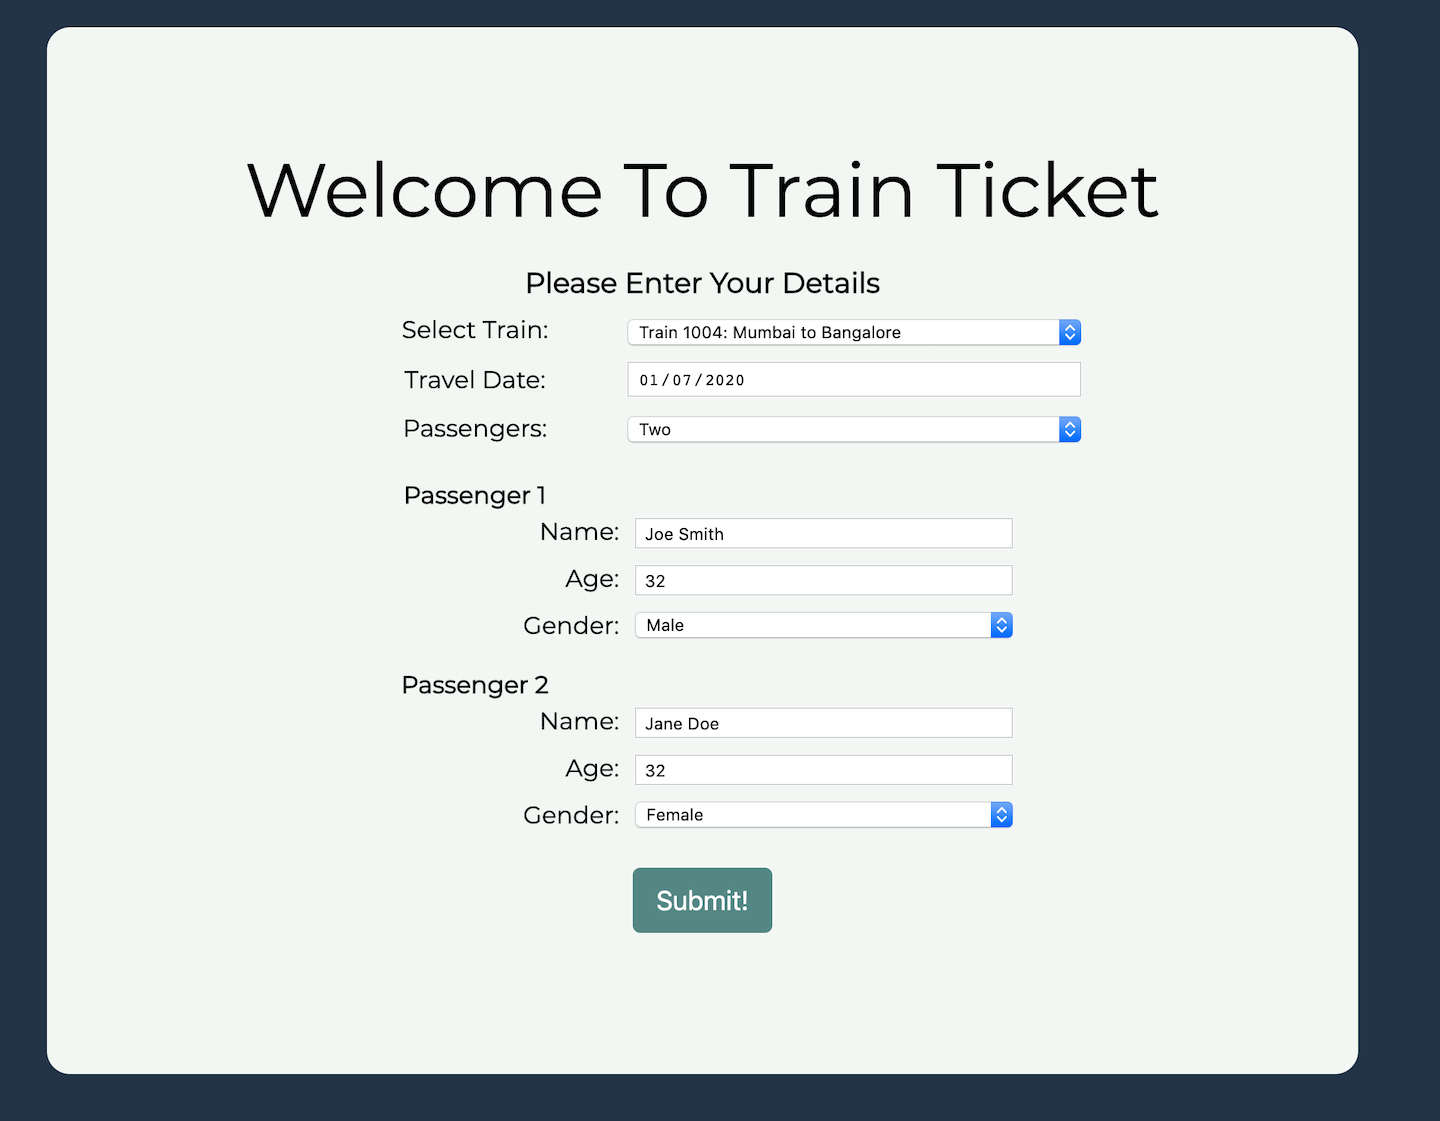 Welcome To Train Ticket
Please Enter Your Details
Select Train: Train 1004: Mumbai to Bangalore
Travel Date: 01/07/2020
Passengers: Two
Passenger 1
Name: Joe Smith
Age: 32
Gender: Male
Passenger 2
Name: Jane Doe
Age: 32
Gender: Female
Submit!